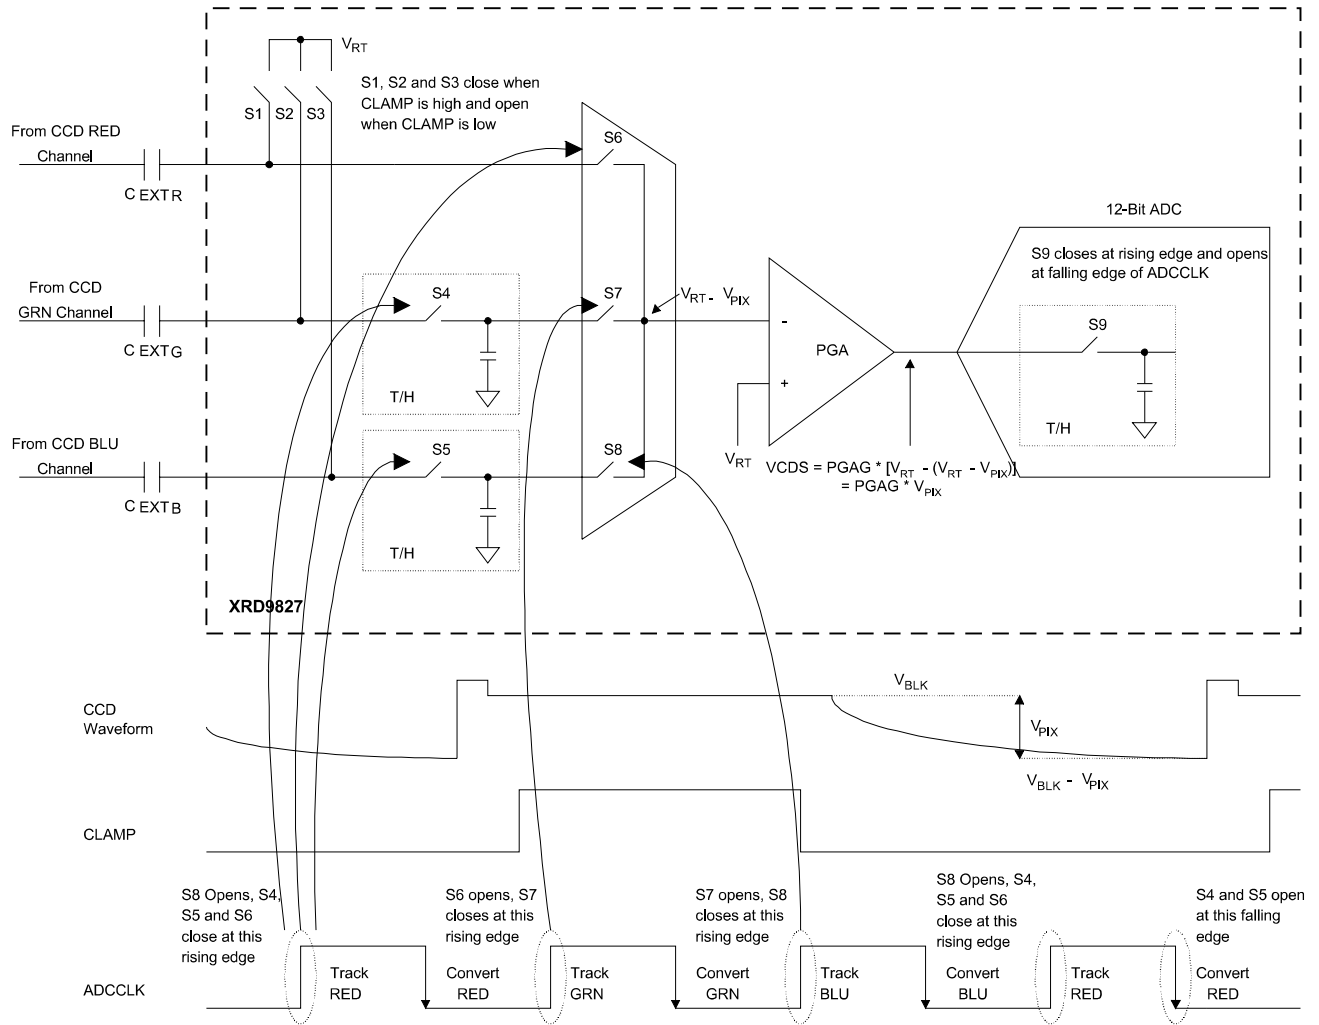 VRT
S1, S2 and S3 close when
CLAMP is high and open
when CLAMP is low
S1 S2 S3
From CCD RED
Channel
C EXTR
S6
12-Bit ADC
S9 closes at rising edge and opens
at falling edge of ADCCLK
From CCD
GRN Channel
C EXTG
S4
T/H
S7
VRT - VPIX
-
PGA
+
VRT
S9
T/H
From CCD BLU
Channel
C EXTB
S5
T/H
S8
VCDS = PGAG * [VRT - (VRT - VPIX)]
= PGAG * VPIX
XRD9827
CCD
Waveform
VBLK
VPIX
VBLK - VPIX
CLAMP
S8 Opens, S4,
S5 and S6
close at this
rising edge
S6 opens, S7
closes at this
rising edge
S7 opens, S8
closes at this
rising edge
S8 Opens, S4,
S5 and S6
close at this
rising edge
S4 and S5 open
at this falling
edge
ADCCLK
Track
RED
Convert
RED
Track
GRN
Convert
GRN
Track
BLU
Convert
BLU
Track
RED
Convert
RED